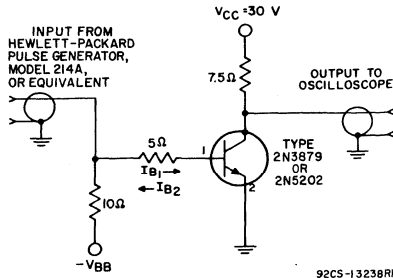 VCC =30 V
INPUT FROM
HEWLETT-PACKARD
PULSE GENERATOR,
MODEL 214A,
OR EQUIVALENT
7.5Ω
OUTPUT TO
OSCILLOSCOPE
5Ω
IB1
IB2
1
2
TYPE
2N3879
OR
2N5202
10Ω
-VBB
92CS-13238RI